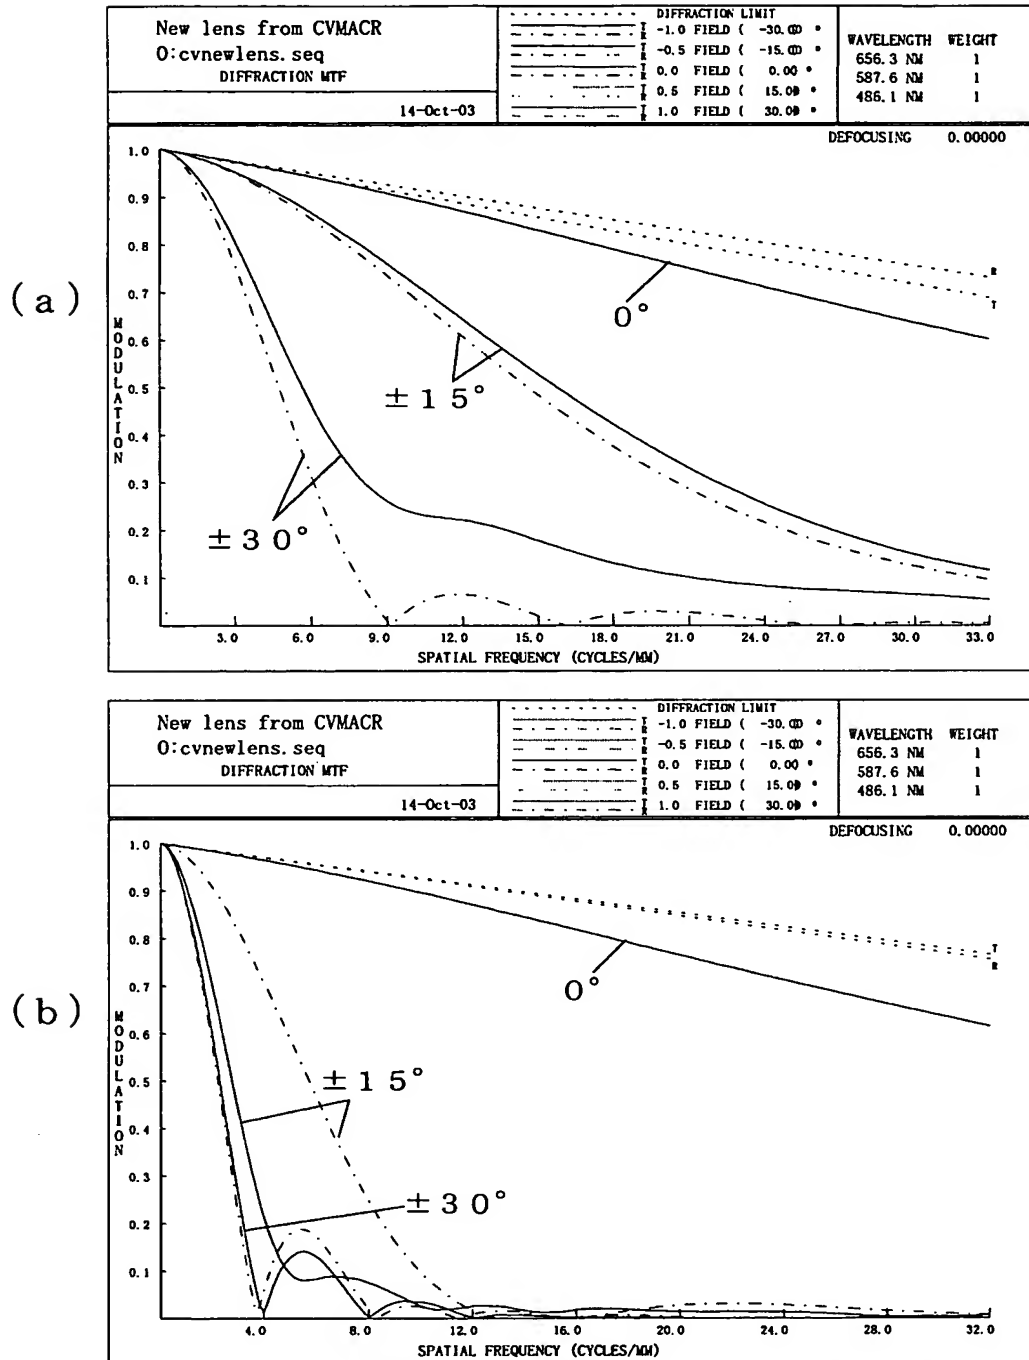 (a)
New lens from CVMACR
O:cvnewlens.seq
DIFFRACTION MTF
14-Oct-03
DIFFRACTION LIMIT
T R -1.0 FIELD ( -30.00 °
T R -0.5 FIELD ( -15.00 °
T R 0.0 FIELD ( 0.00 °
T R 0.5 FIELD ( 15.00 °
T R 1.0 FIELD ( 30.00 °
WAVELENGTH WEIGHT
656.3 NM 1
587.6 NM 1
486.1 NM 1
DEFOCUSING 0.00000
MODULATION
1.0
0.9
0.8
0.7
0.6
0.5
0.4
0.3
0.2
0.1
R
T
0°
±15°
±30°
3.0 6.0 9.0 12.0 15.0 18.0 21.0 24.0 27.0 30.0 33.0
SPATIAL FREQUENCY (CYCLES/MM)
(b)
New lens from CVMACR
O:cvnewlens.seq
DIFFRACTION MTF
14-Oct-03
DIFFRACTION LIMIT
T R -1.0 FIELD ( -30.00 °
T R -0.5 FIELD ( -15.00 °
T R 0.0 FIELD ( 0.00 °
T R 0.5 FIELD ( 15.00 °
T R 1.0 FIELD ( 30.00 °
WAVELENGTH WEIGHT
656.3 NM 1
587.6 NM 1
486.1 NM 1
DEFOCUSING 0.00000
MODULATION
1.0
0.9
0.8
0.7
0.6
0.5
0.4
0.3
0.2
0.1
T
R
0°
±15°
±30°
4.0 8.0 12.0 16.0 20.0 24.0 28.0 32.0
SPATIAL FREQUENCY (CYCLES/MM)